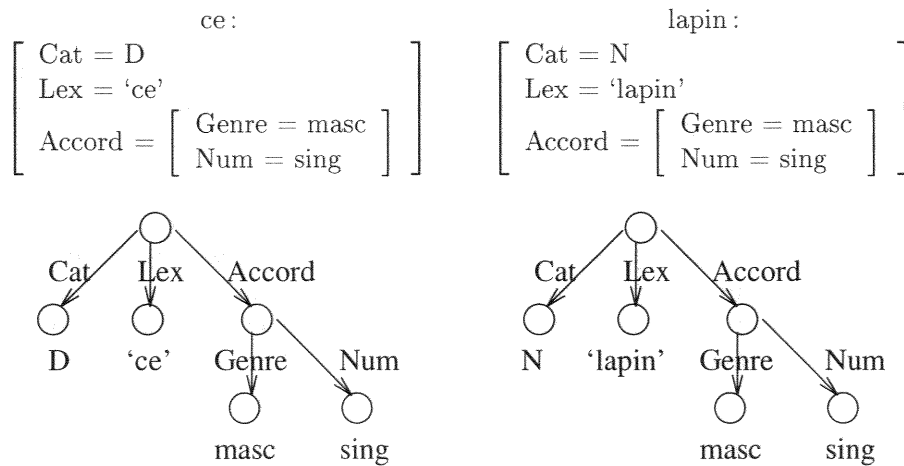 ce :
Cat = D
Lex = ‘ce’
Accord = [ Genre = masc
Num = sing ]
lapin :
Cat = N
Lex = ‘lapin’
Accord = [ Genre = masc
Num = sing ]
Cat Lex Accord
D ‘ce’ Genre Num
masc sing
Cat Lex Accord
N ‘lapin’ Genre Num
masc sing